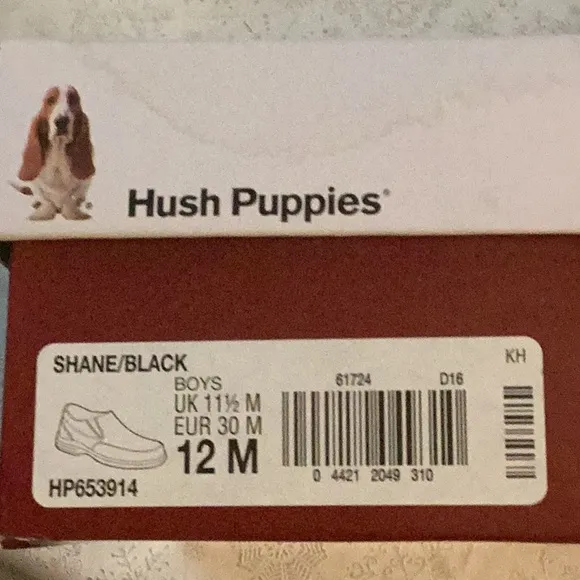 Hush Puppies®
SHANE/BLACK
KH
BOYS
61724 D16
UK 11½ M
EUR 30 M
12 M
0 4421 2049 310
HP653914